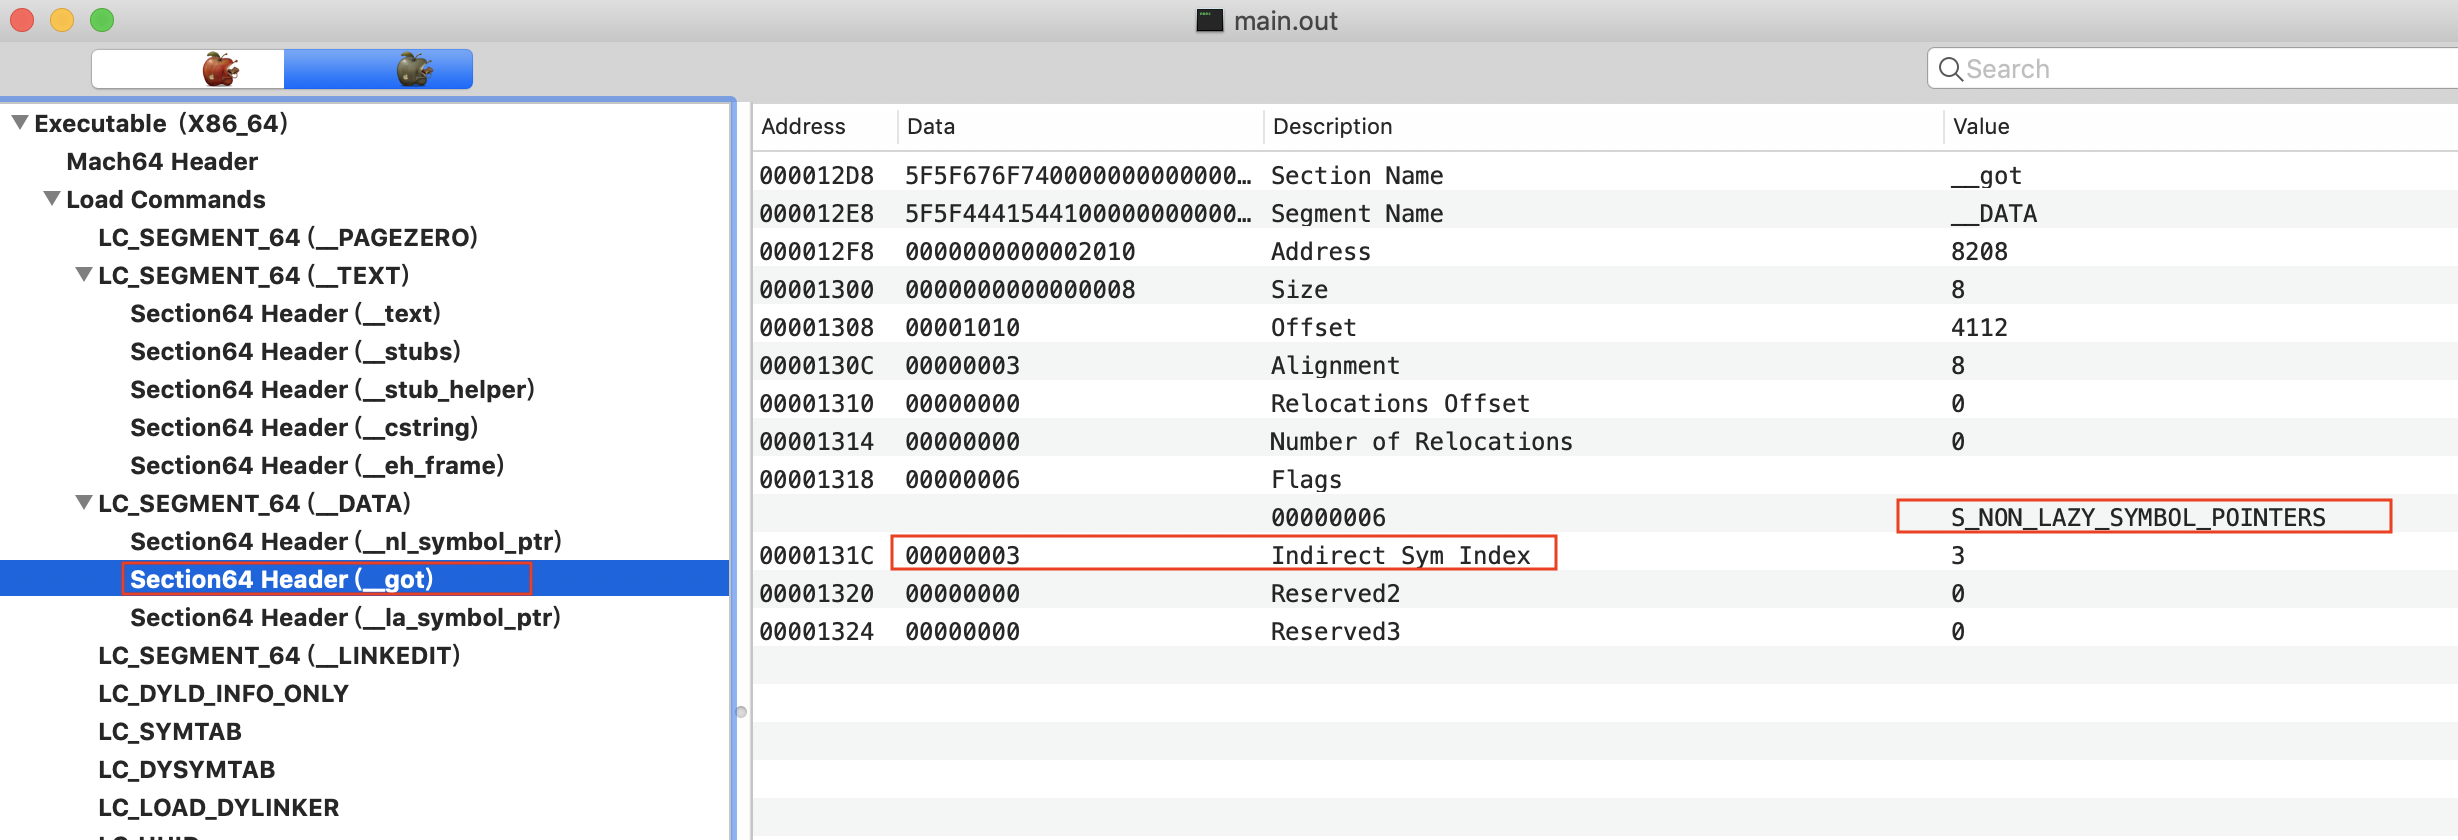 main.out
Search
Executable (X86_64)
Mach64 Header
Load Commands
LC_SEGMENT_64 (__PAGEZERO)
LC_SEGMENT_64 (__TEXT)
Section64 Header (__text)
Section64 Header (__stubs)
Section64 Header (__stub_helper)
Section64 Header (__cstring)
Section64 Header (__eh_frame)
LC_SEGMENT_64 (__DATA)
Section64 Header (__nl_symbol_ptr)
Section64 Header (__got)
Section64 Header (__la_symbol_ptr)
LC_SEGMENT_64 (__LINKEDIT)
LC_DYLD_INFO_ONLY
LC_SYMTAB
LC_DYSYMTAB
LC_LOAD_DYLINKER
Address Data Description Value
000012D8 5F5F676F740000000000000… Section Name __got
000012E8 5F5F4441544100000000000… Segment Name __DATA
000012F8 0000000000002010 Address 8208
00001300 0000000000000008 Size 8
00001308 00001010 Offset 4112
0000130C 00000003 Alignment 8
00001310 00000000 Relocations Offset 0
00001314 00000000 Number of Relocations 0
00001318 00000006 Flags
00000006 S_NON_LAZY_SYMBOL_POINTERS
0000131C 00000003 Indirect Sym Index 3
00001320 00000000 Reserved2 0
00001324 00000000 Reserved3 0